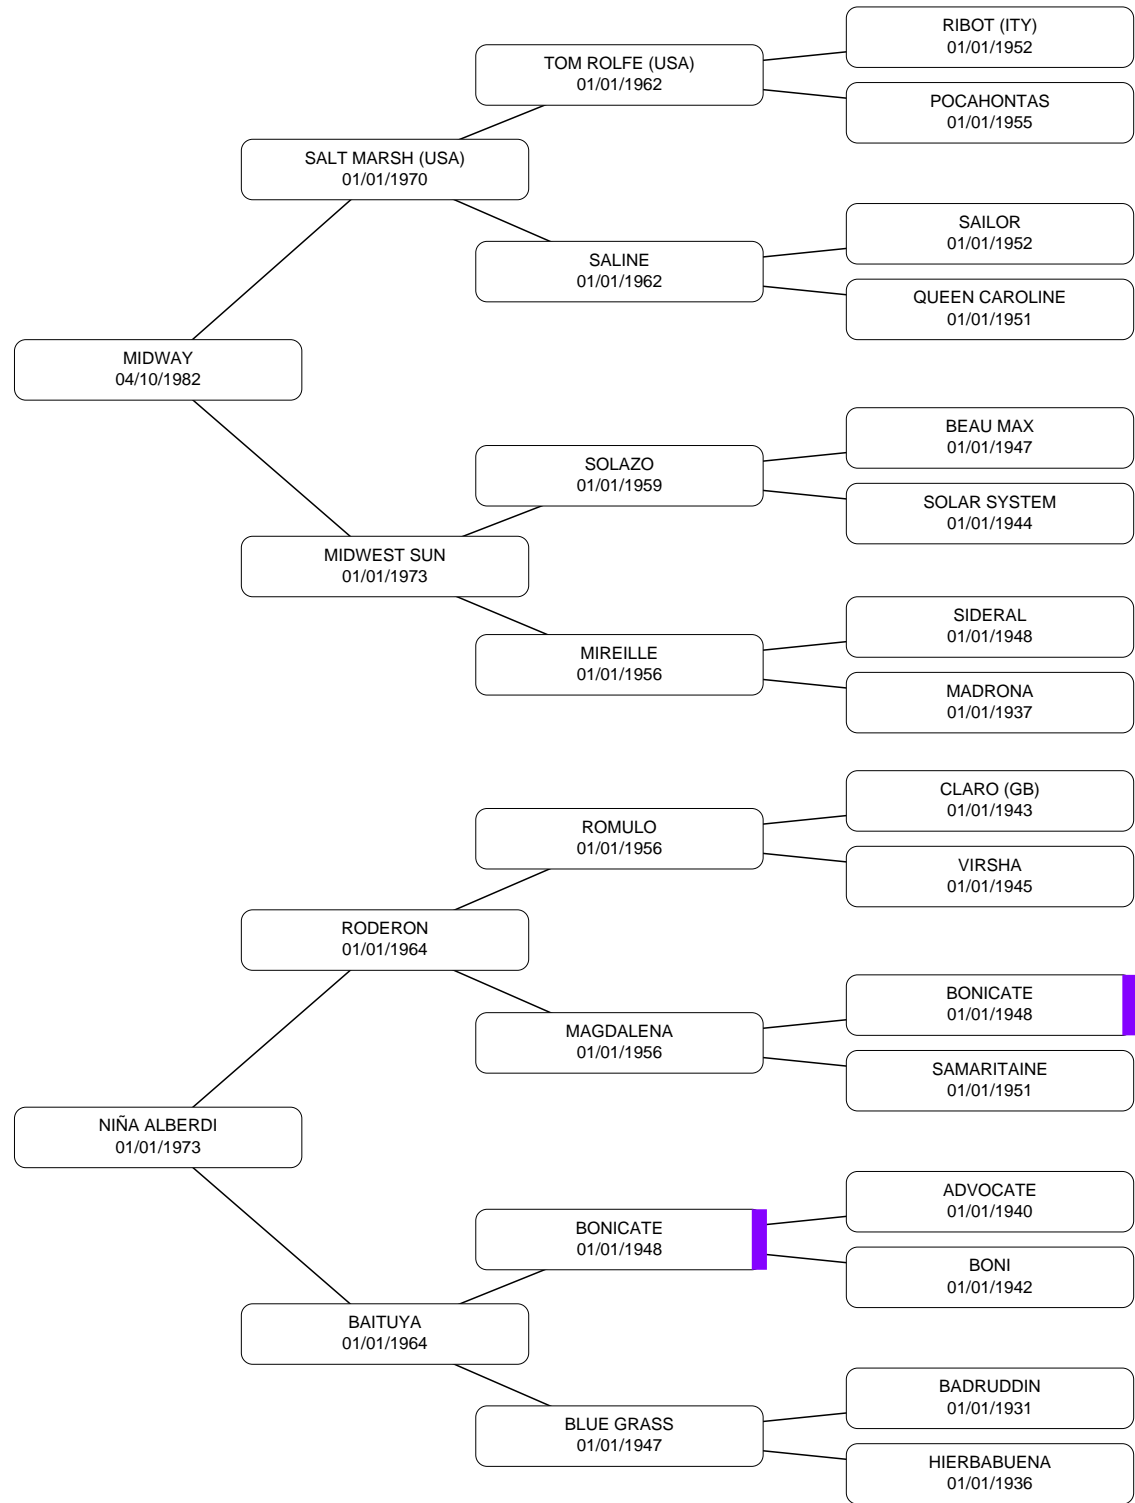 RIBOT (ITY)
01/01/1952
TOM ROLFE (USA)
01/01/1962
POCAHONTAS
01/01/1955
SALT MARSH (USA)
01/01/1970
SAILOR
01/01/1952
SALINE
01/01/1962
QUEEN CAROLINE
01/01/1951
MIDWAY
04/10/1982
BEAU MAX
01/01/1947
SOLAZO
01/01/1959
SOLAR SYSTEM
01/01/1944
MIDWEST SUN
01/01/1973
SIDERAL
01/01/1948
MIREILLE
01/01/1956
MADRONA
01/01/1937
CLARO (GB)
01/01/1943
ROMULO
01/01/1956
VIRSHA
01/01/1945
RODERON
01/01/1964
BONICATE
01/01/1948
MAGDALENA
01/01/1956
SAMARITAINE
01/01/1951
NIÑA ALBERDI
01/01/1973
ADVOCATE
01/01/1940
BONICATE
01/01/1948
BONI
01/01/1942
BAITUYA
01/01/1964
BADRUDDIN
01/01/1931
BLUE GRASS
01/01/1947
HIERBABUENA
01/01/1936